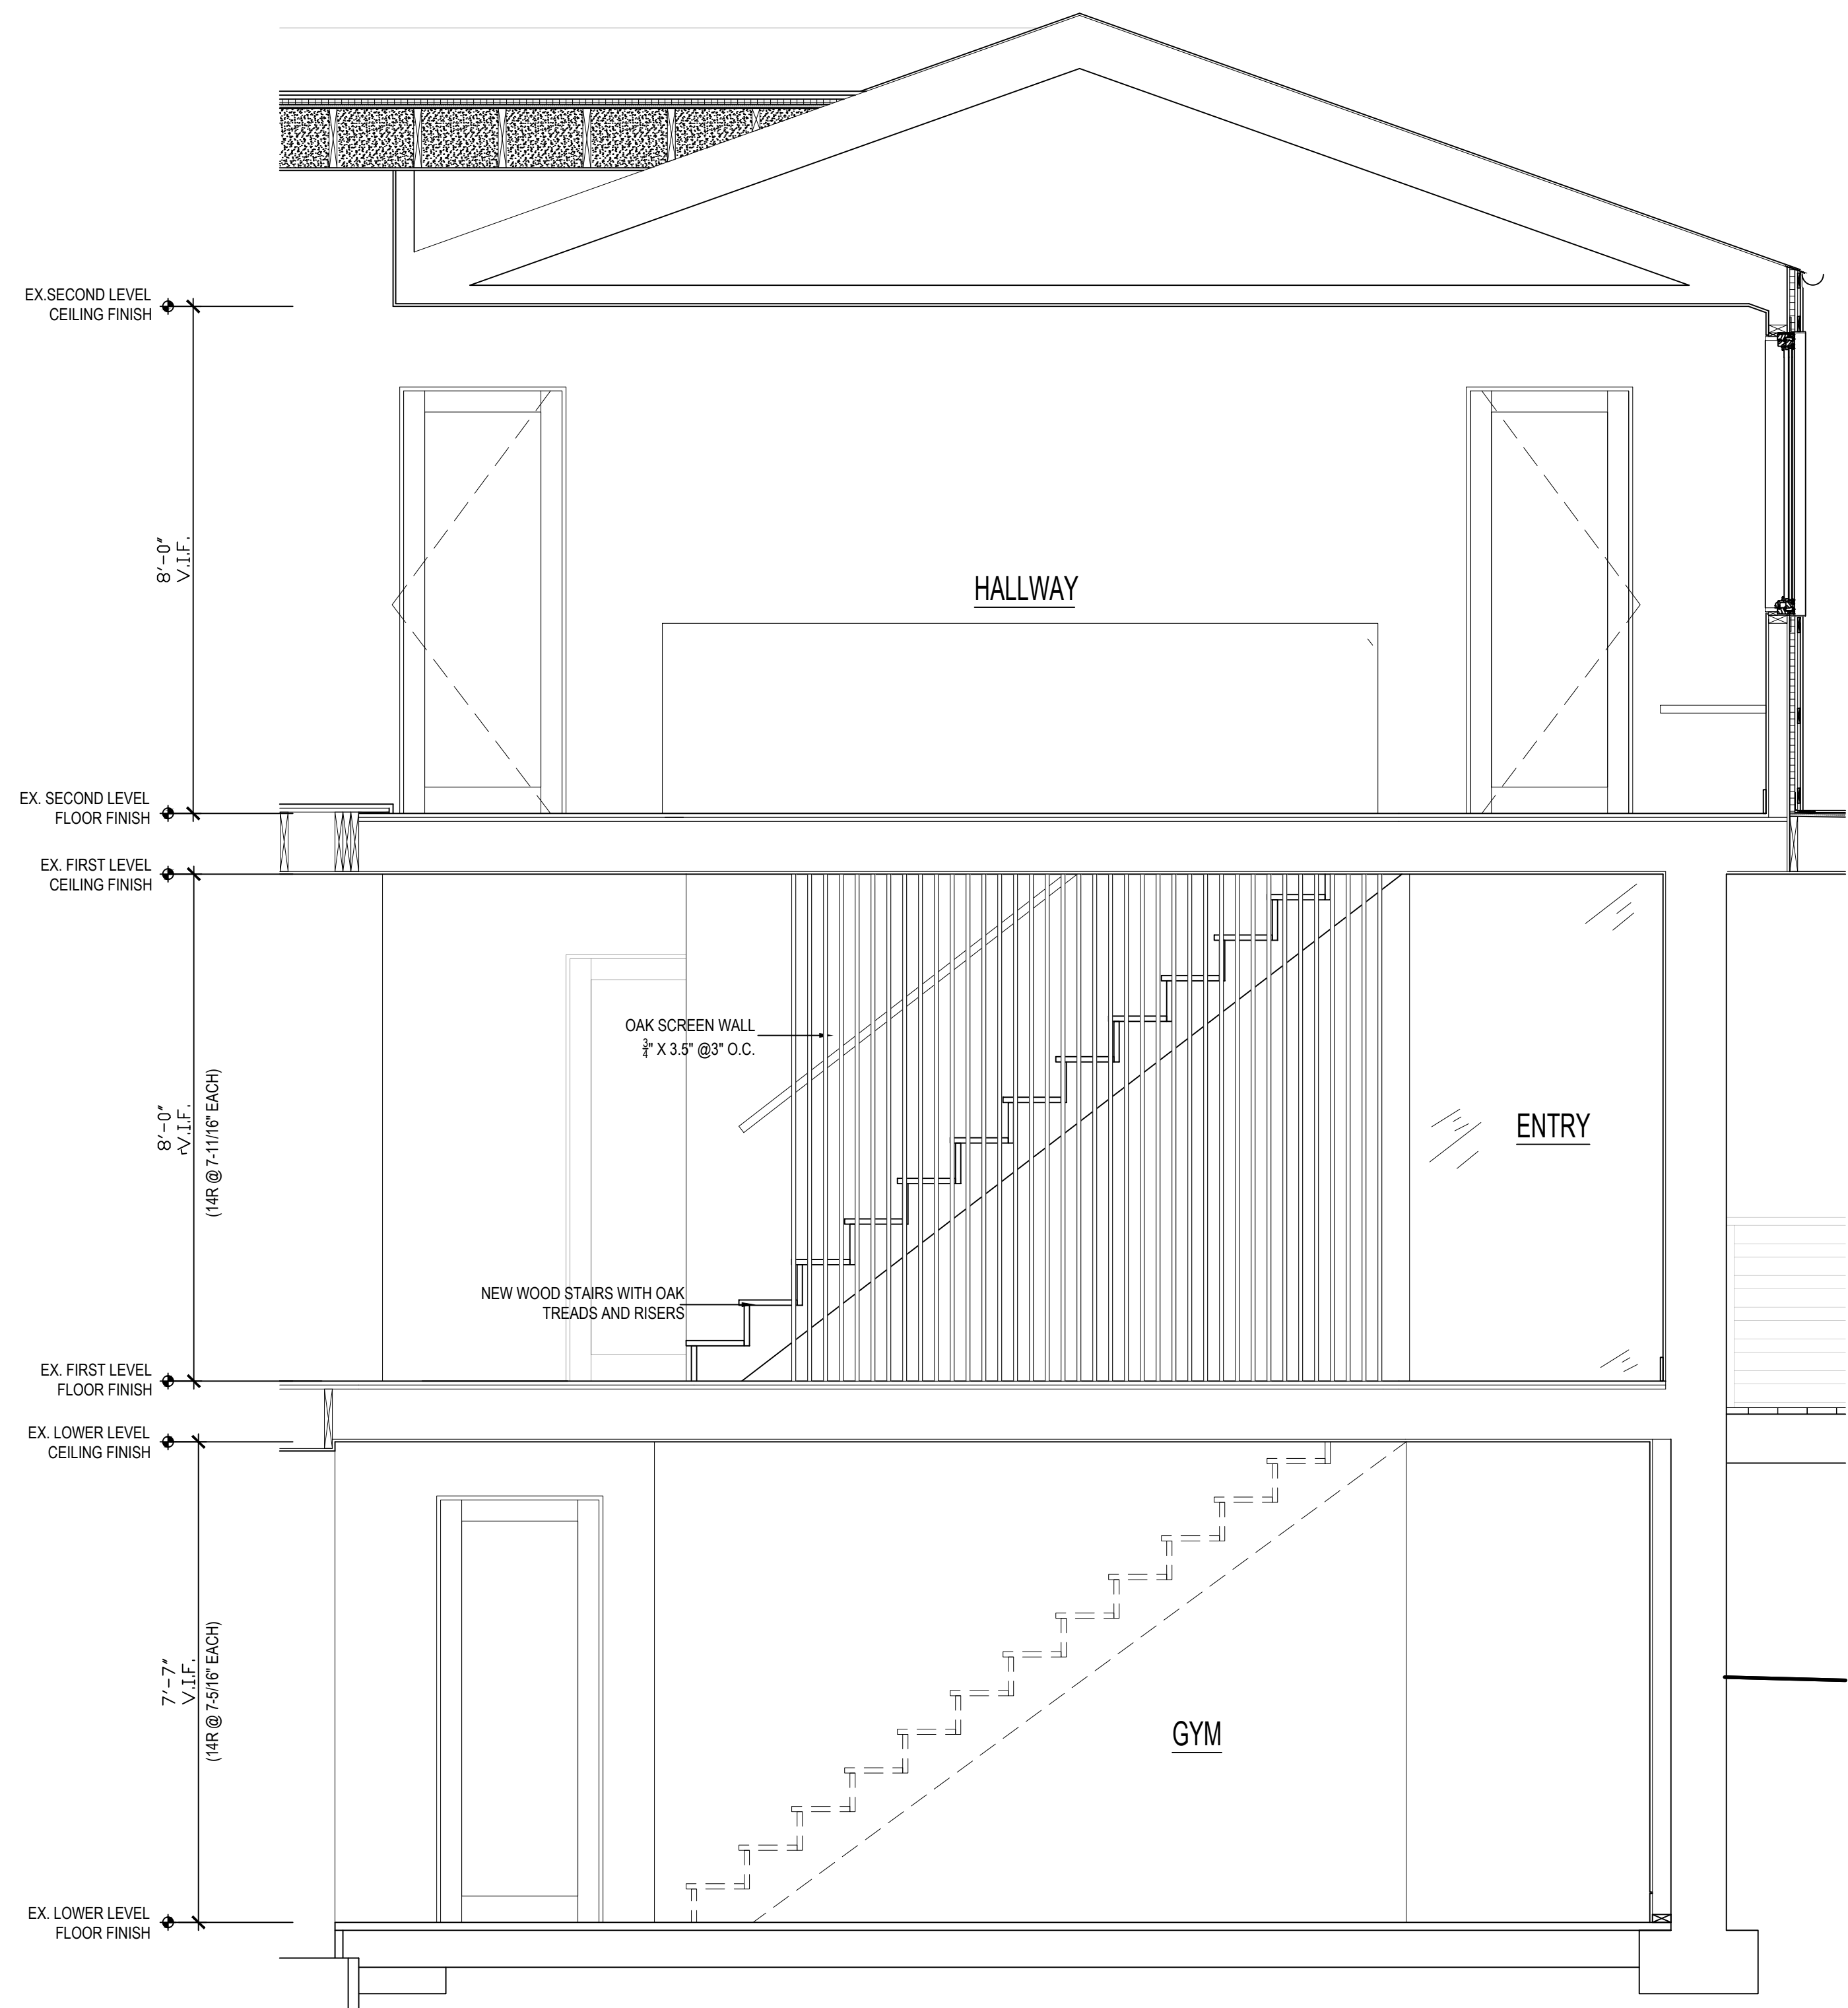 EX.SECOND LEVEL
CEILING FINISH
8'-0"
V.I.F.
HALLWAY
EX. SECOND LEVEL
FLOOR FINISH
EX. FIRST LEVEL
CEILING FINISH
OAK SCREEN WALL
3/4" X 3.5" @3" O.C.
8'-0"
V.I.F.
(14R @ 7-11/16" EACH)
ENTRY
NEW WOOD STAIRS WITH OAK
TREADS AND RISERS
EX. FIRST LEVEL
FLOOR FINISH
EX. LOWER LEVEL
CEILING FINISH
7'-7"
V.I.F.
(14R @ 7-5/16" EACH)
GYM
EX. LOWER LEVEL
FLOOR FINISH